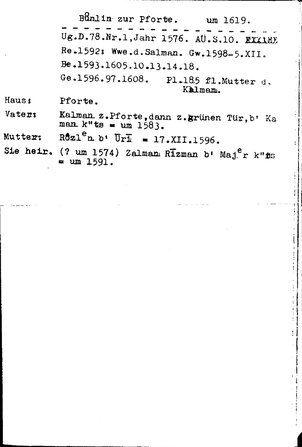 Bůnlin zur Pforte. um 1619.
Ug.D.78.Nr.1,Jahr 1576. AU.S.10.
Re.1592: Wwe.d.Salman. Gw.1598-5.XII.
Be.1593.1605.10.13.14.18.
Ge.1596.97.1608. Pl.185 fl.Mutter d.
Kalmam.
Haus: Pforte.
Vater: Kalman z.Pforte,dann z.grünen Tür,b' Ka
man k"ts = um 1583.
Mutter: Rözlen b' Uri = 17.XII.1596.
Sie heir. (? um 1574) Zalman Rizman b' Majer k"ts
= um 1591.